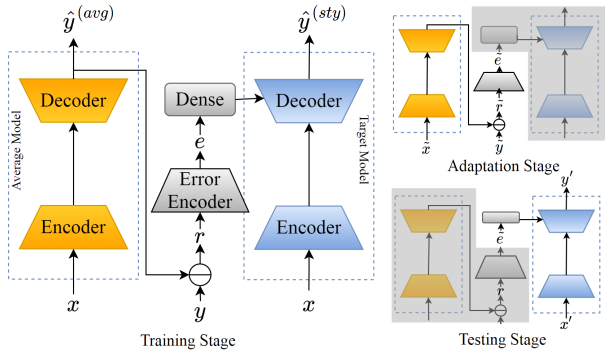 ŷ^(avg)
ŷ^(sty)
Decoder
Dense
Decoder
Average Model
Target Model
e
Error
Encoder
Encoder
Encoder
r
x
y
x
Training Stage
ẽ
r̃
x̃
ỹ
Adaptation Stage
y′
ẽ
r
x′
Testing Stage